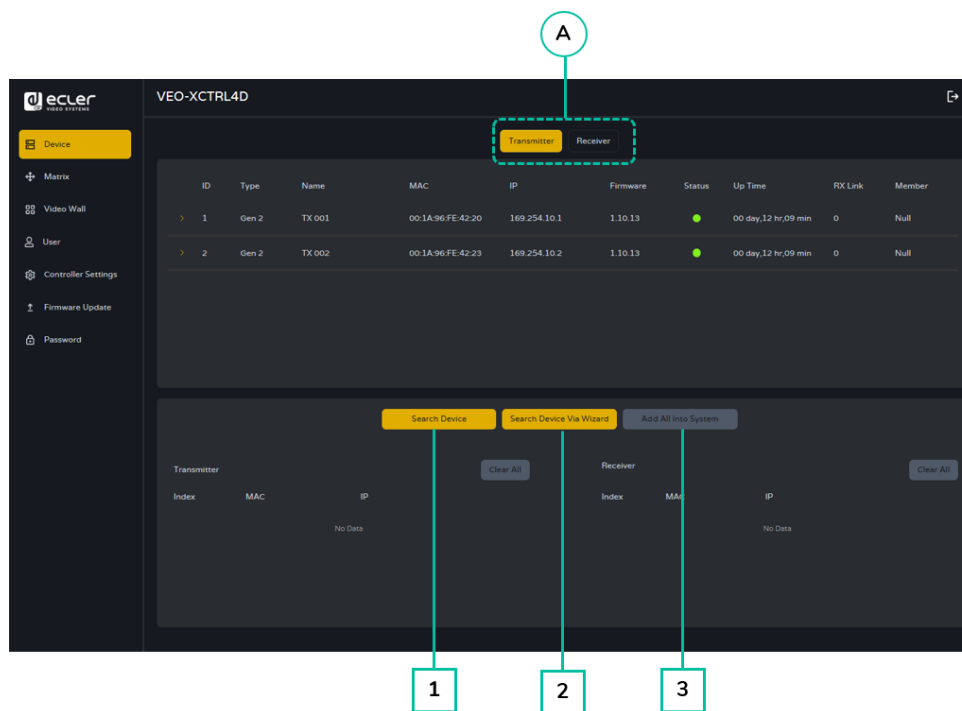 A
ecler
VIDEO SYSTEMS
VEO-XCTRL4D
Device
Matrix
Video Wall
User
Controller Settings
Firmware Update
Password
Transmitter Receiver
ID Type Name MAC IP Firmware Status Up Time RX Link Member
1 Gen 2 TX 001 00:1A:96:FE:42:20 169.254.10.1 1.10.13 00 day,12 hr,09 min 0 Null
2 Gen 2 TX 002 00:1A:96:FE:42:23 169.254.10.2 1.10.13 00 day,12 hr,09 min 0 Null
Search Device Search Device Via Wizard Add All Into System
Transmitter Clear All Receiver Clear All
Index MAC IP Index MAC IP
No Data No Data
1 2 3